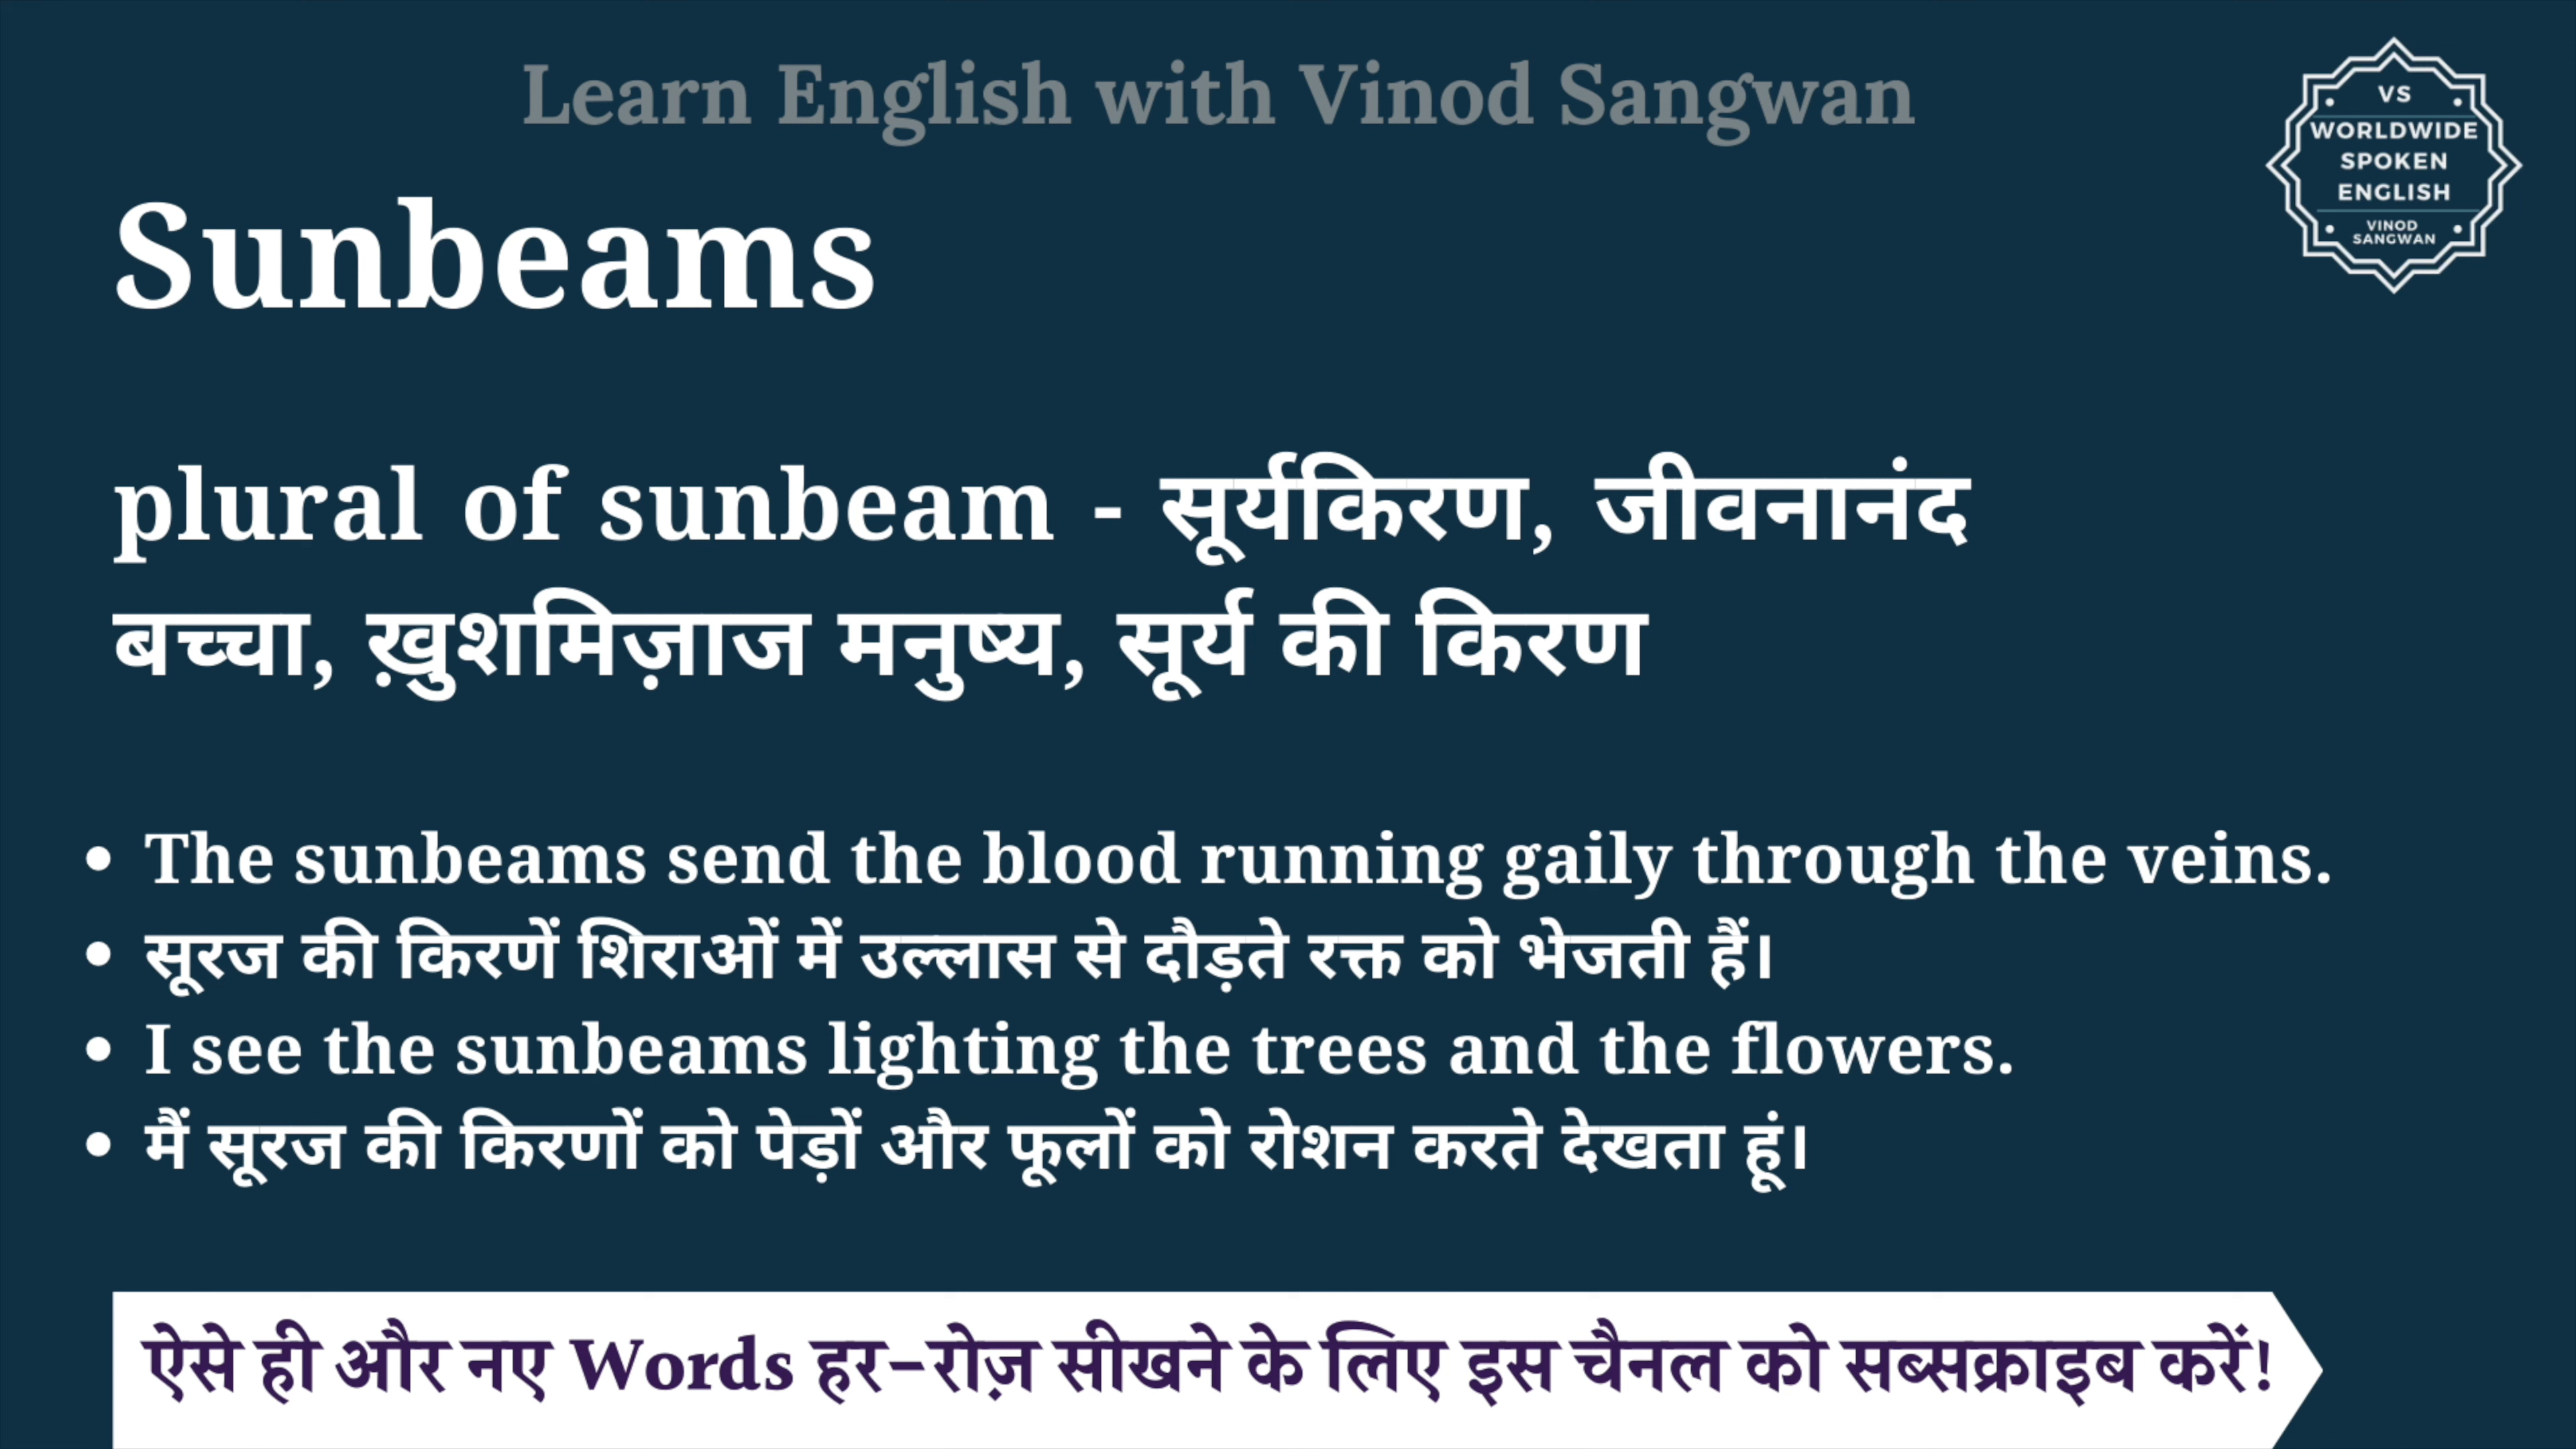 Learn English with Vinod Sangwan
VS
WORLDWIDE
SPOKEN
ENGLISH
VINOD
SANGWAN
Sunbeams
plural of sunbeam - सूर्यकिरण, जीवनानंद
बच्चा, ख़ुशमिज़ाज मनुष्य, सूर्य की किरण
• The sunbeams send the blood running gaily through the veins.
• सूरज की किरणें शिराओं में उल्लास से दौड़ते रक्त को भेजती हैं।
• I see the sunbeams lighting the trees and the flowers.
• मैं सूरज की किरणों को पेड़ों और फूलों को रोशन करते देखता हूं।
ऐसे ही और नए Words हर-रोज़ सीखने के लिए इस चैनल को सब्सक्राइब करें!